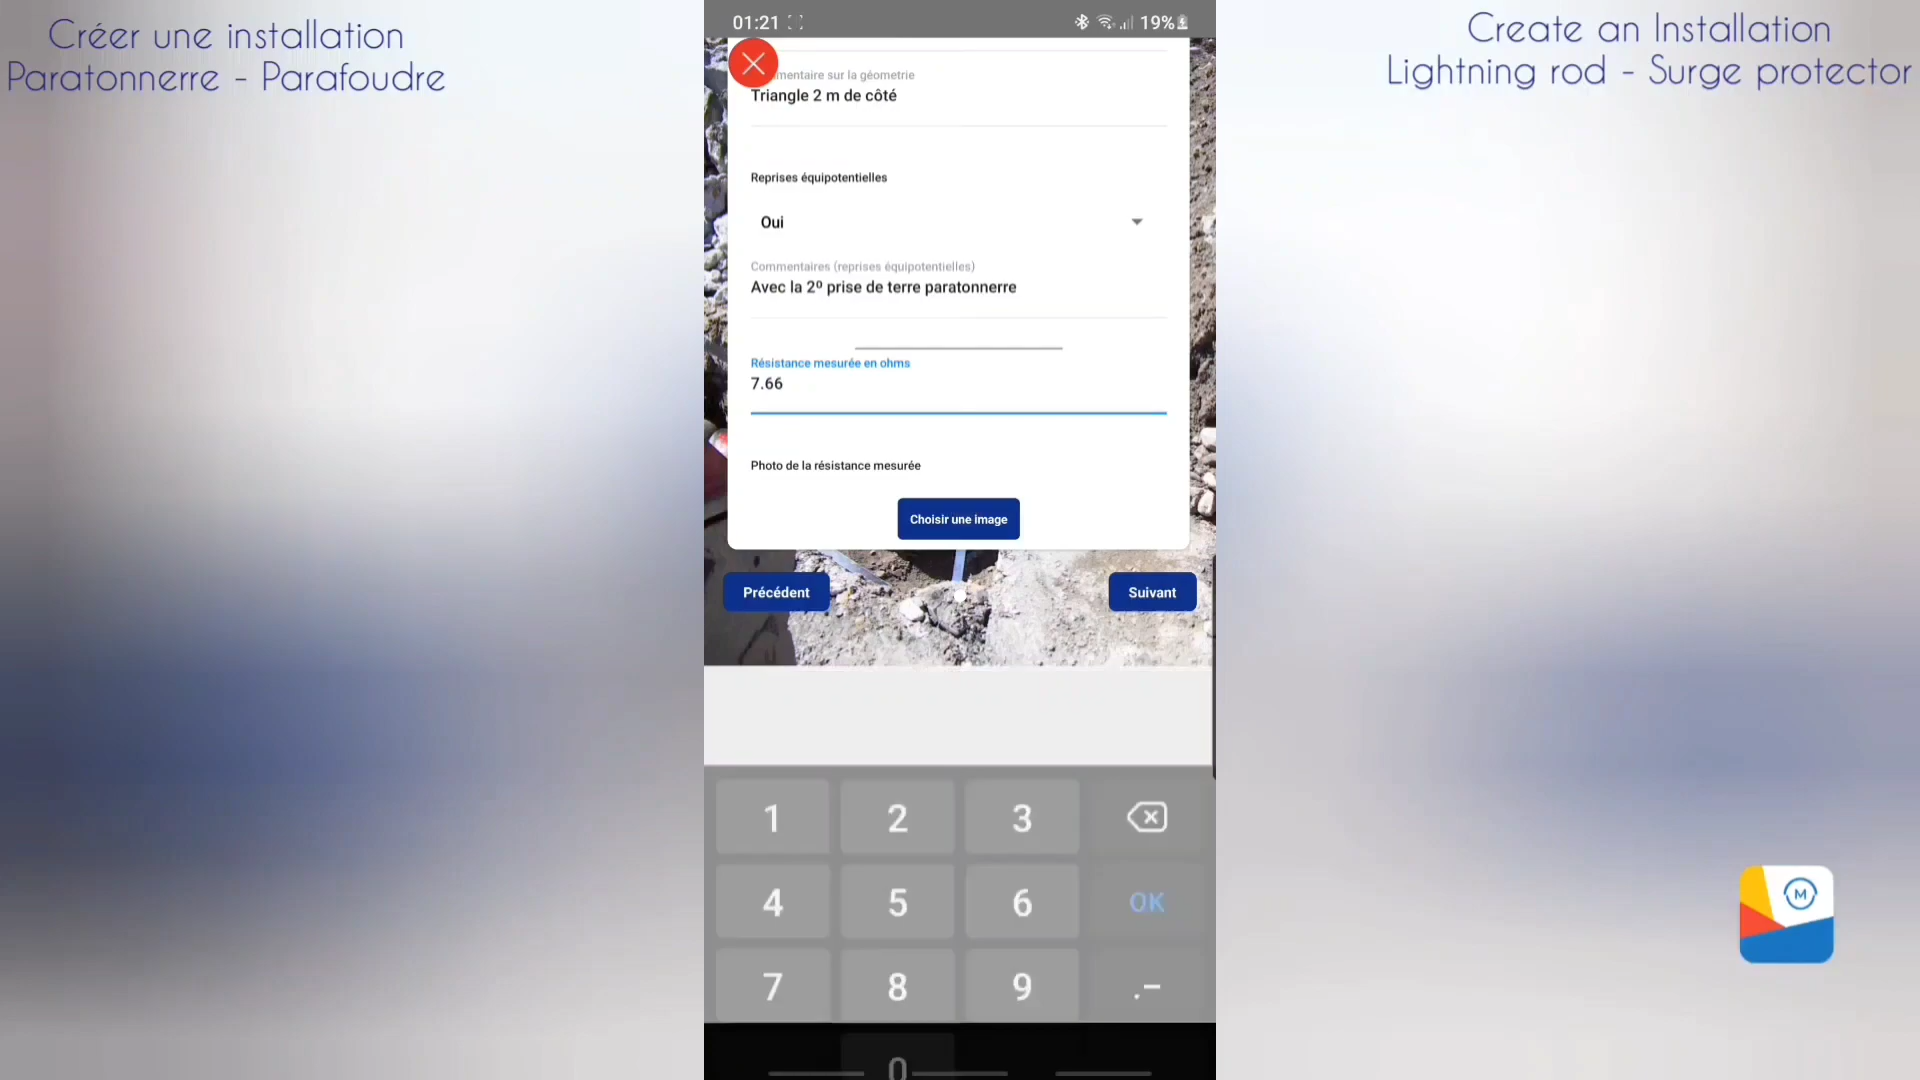 Créer une installation
Paratonnerre - Parafoudre
Create an Installation
Lightning rod - Surge protector
01:21
19%
mentaire sur la géometrie
Triangle 2 m de côté
Reprises équipotentielles
Oui
Commentaires (reprises équipotentielles)
Avec la 2º prise de terre paratonnerre
Résistance mesurée en ohms
7.66
Photo de la résistance mesurée
Choisir une image
Précédent
Suivant
1 2 3
4 5 6 OK
7 8 9 .-
0
M